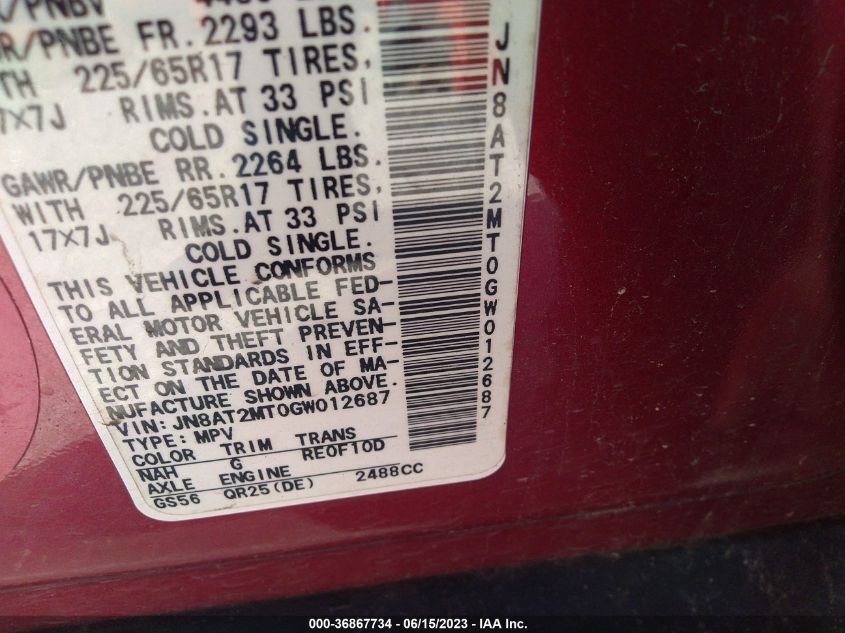 GAWR/PNBE FR. 2293 LBS.
WITH 225/65R17 TIRES,
17X7J RIMS. AT 33 PSI
COLD SINGLE.
GAWR/PNBE RR. 2264 LBS.
WITH 225/65R17 TIRES,
17X7J RIMS. AT 33 PSI
COLD SINGLE.
THIS VEHICLE CONFORMS
TO ALL APPLICABLE FED-
ERAL MOTOR VEHICLE SA-
FETY AND THEFT PREVEN-
TION STANDARDS IN EFF-
ECT ON THE DATE OF MA-
NUFACTURE SHOWN ABOVE.
VIN: JN8AT2MT0GW012687
TYPE: MPV
COLOR TRIM TRANS
NAH G RE0F10D
AXLE ENGINE
GS56 QR25(DE) 2488CC
JN8AT2MT0GW012687
000-36867734 - 06/15/2023 - IAA Inc.